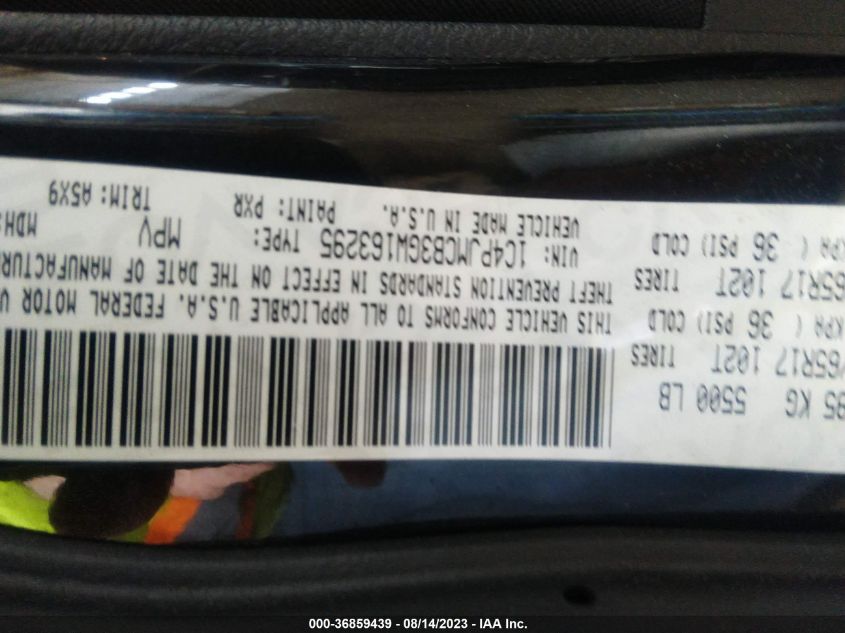 95 KG 5500 LB
/65R17 102T TIRES
KPA ( 36 PSI) COLD
65R17 102T TIRES
KPA ( 36 PSI) COLD
THIS VEHICLE CONFORMS TO ALL APPLICABLE U.S.A. FEDERAL MOTOR V
THEFT PREVENTION STANDARDS IN EFFECT ON THE DATE OF MANUFACTUR
VIN: 1C4PJMCB3GW163295 TYPE: MPV
VEHICLE MADE IN U.S.A. PAINT: PXR TRIM: A5X9
MDH:
000-36859439 - 08/14/2023 - IAA Inc.